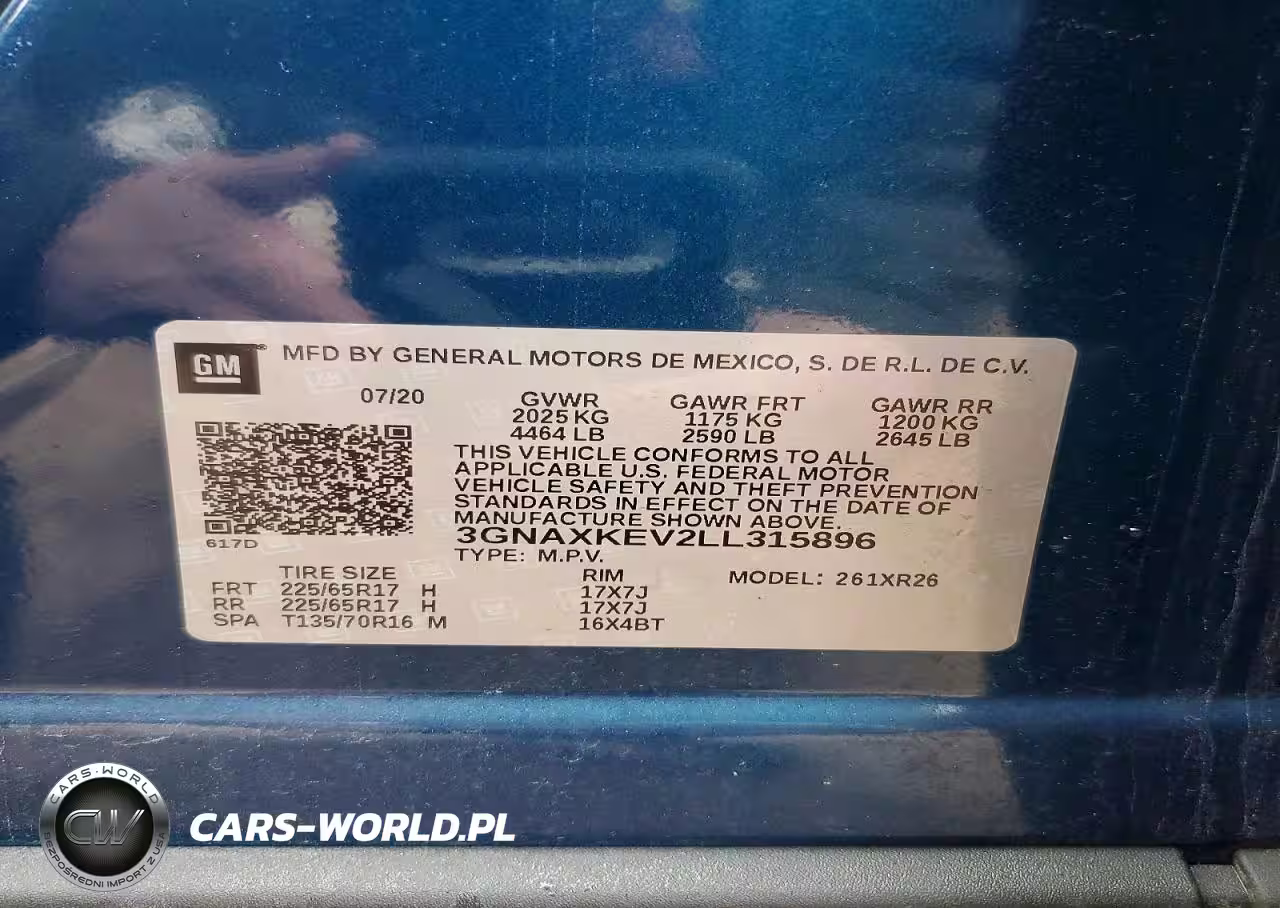 GM® MFD BY GENERAL MOTORS DE MEXICO, S. DE R.L. DE C.V.
07/20 GVWR GAWR FRT GAWR RR
2025 KG 1175 KG 1200 KG
4464 LB 2590 LB 2645 LB
THIS VEHICLE CONFORMS TO ALL
APPLICABLE U.S. FEDERAL MOTOR
VEHICLE SAFETY AND THEFT PREVENTION
STANDARDS IN EFFECT ON THE DATE OF
MANUFACTURE SHOWN ABOVE.
617D 3GNAXKEV2LL315896
TYPE: M.P.V.
TIRE SIZE RIM MODEL: 261XR26
FRT 225/65R17 H 17X7J
RR 225/65R17 H 17X7J
SPA T135/70R16 M 16X4BT
CARS-WORLD
CW
BEZPOŚREDNI IMPORT Z USA
CARS-WORLD.PL